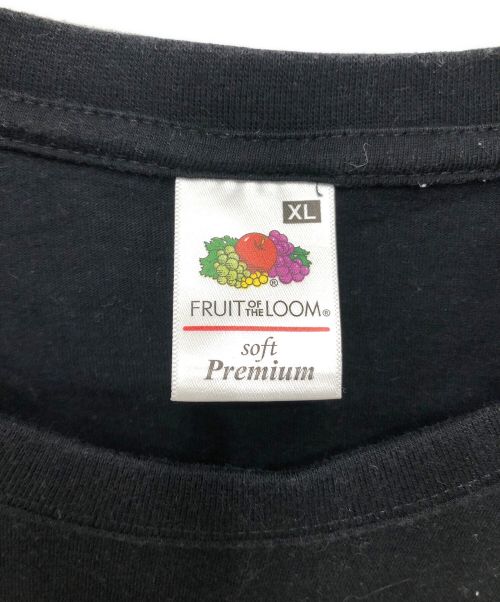 XL
®
FRUIT OF THE LOOM®
soft
Premium